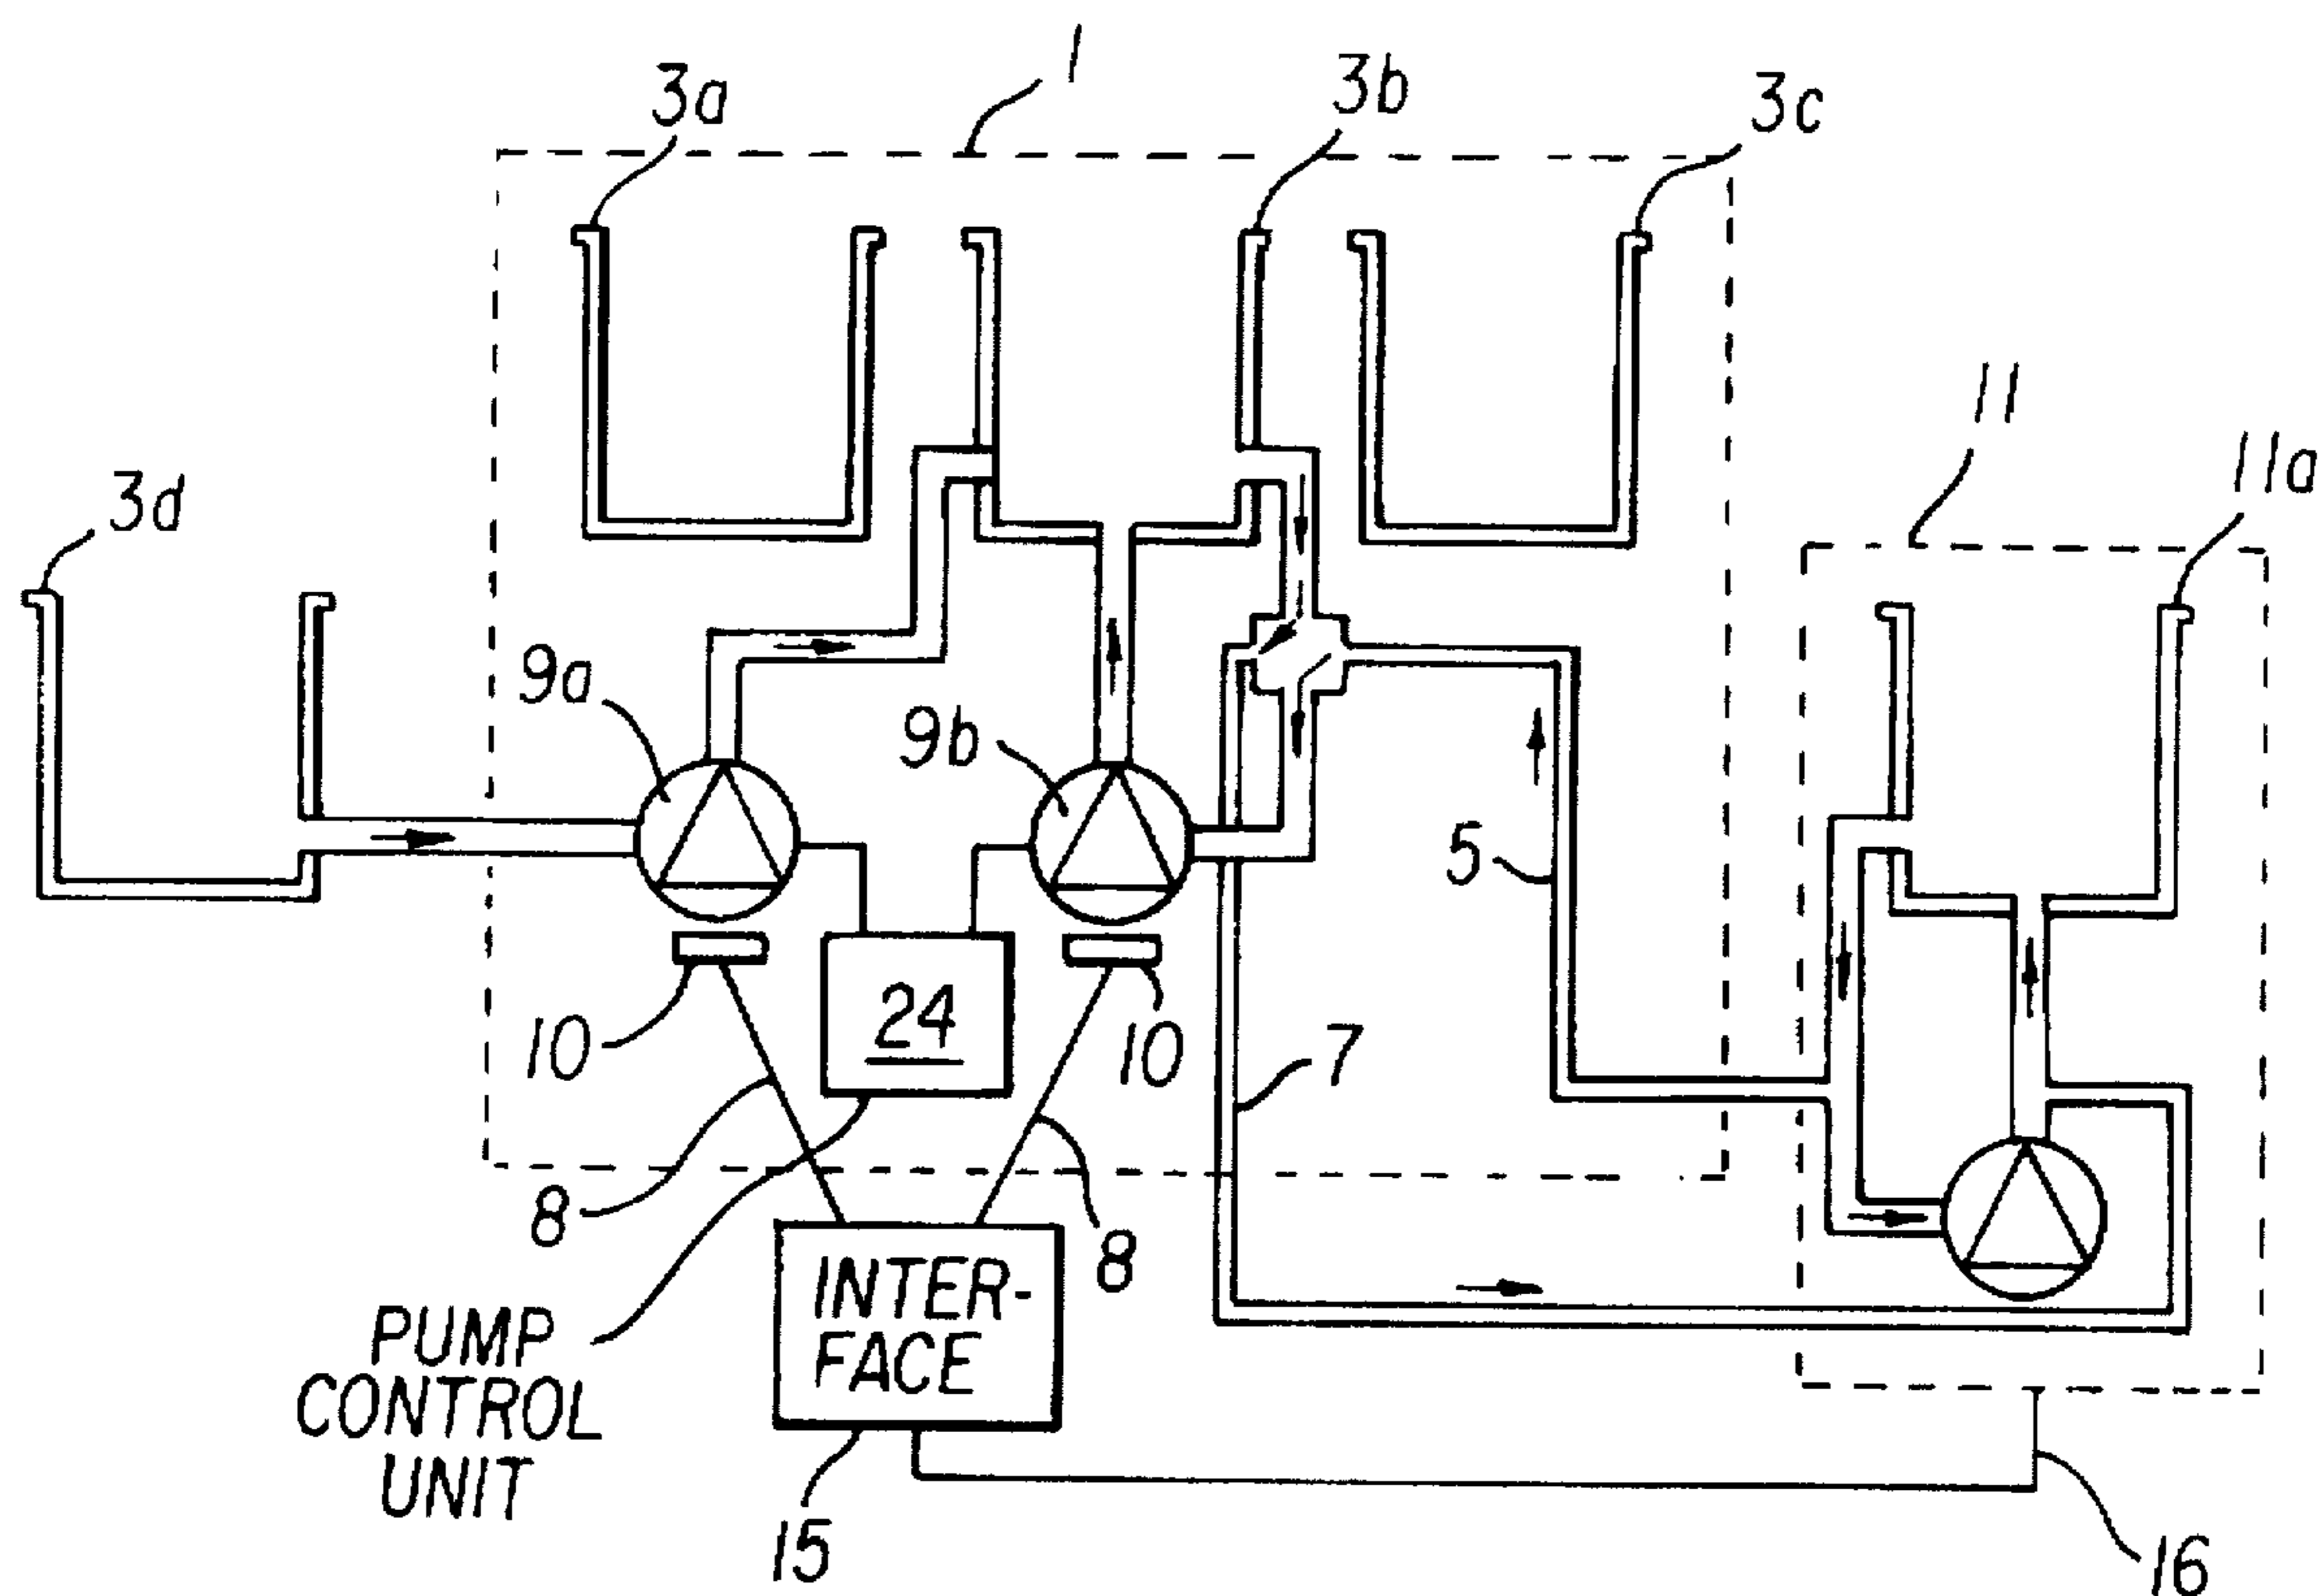 1
3a
3b
3c
11
11a
3d
9a
9b
5
10
24
10
7
8
8
INTER-
FACE
PUMP
CONTROL
UNIT
15
16